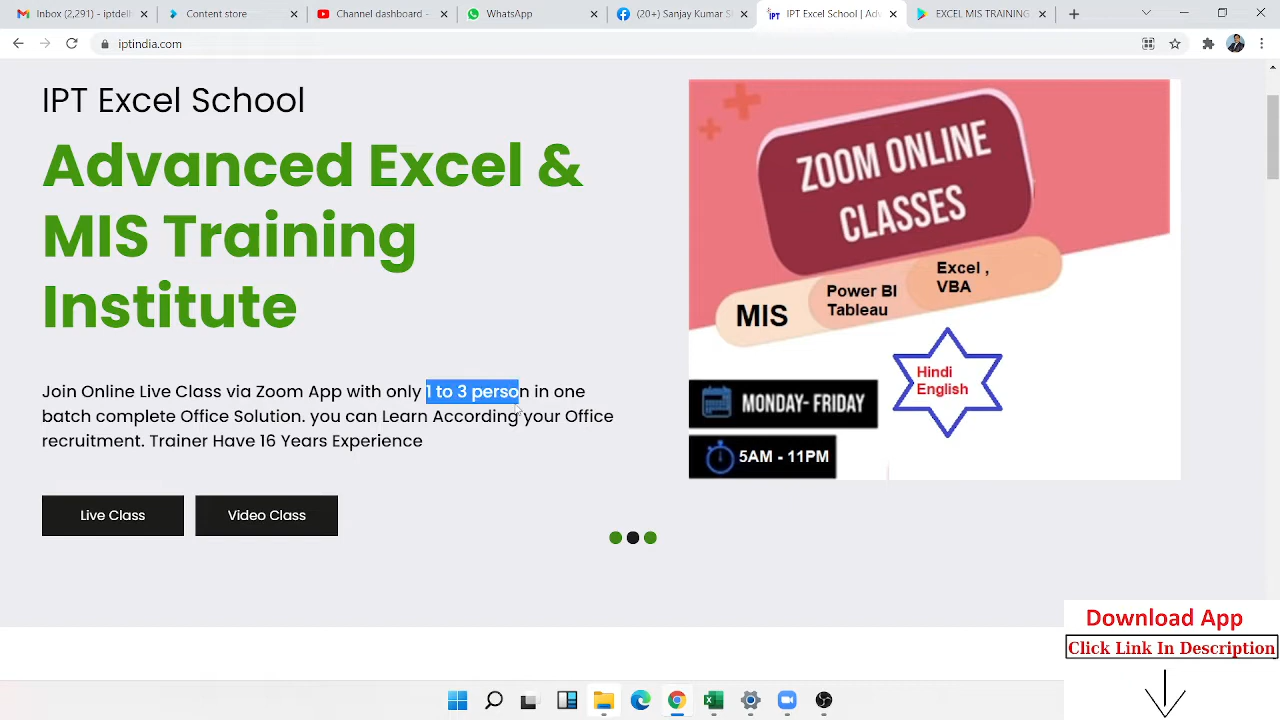 Inbox (2,291) - iptdelh
Content store
Channel dashboard -
WhatsApp
(20+) Sanjay Kumar S
IPT Excel School | Adv
EXCEL MIS TRAINING
iptindia.com
IPT Excel School
Advanced Excel &
MIS Training
Institute
Join Online Live Class via Zoom App with only 1 to 3 person in one
batch complete Office Solution. you can Learn According your Office
recruitment. Trainer Have 16 Years Experience
Live Class
Video Class
ZOOM ONLINE
CLASSES
MIS
Power BI
Tableau
Excel ,
VBA
Hindi
English
MONDAY- FRIDAY
5AM - 11PM
Download App
Click Link In Description